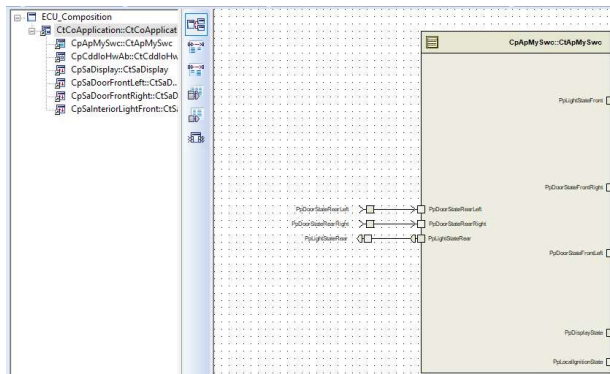 ECU_Composition
CtCoApplication::CtCoApplicat
CpApMySwc::CtApMySwc
CpCddIoHwAb::CtCddIoHw
CpSaDisplay::CtSaDisplay
CpSaDoorFrontLeft::CtSaD..
CpSaDoorFrontRight::CtSaD
CpSaInteriorLightFront::CtSa
CpApMySwc::CtApMySwc
PpLightStateFront
PpDoorStateFrontRight
PpDoorStateRearLeft PpDoorStateRearLeft
PpDoorStateRearRight PpDoorStateRearRight
PpLightStateRear PpLightStateRear
PpDoorStateFrontLeft
PpDisplayState
PpLocalIgnitionState